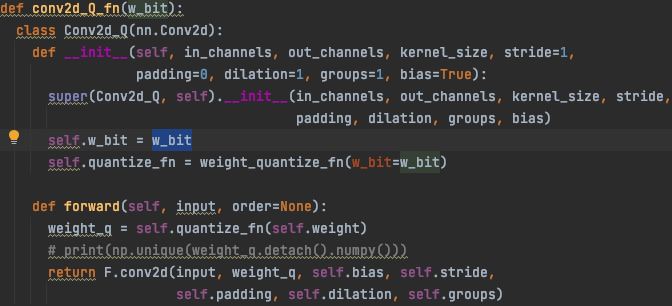 def conv2d_Q_fn(w_bit):
  class Conv2d_Q(nn.Conv2d):
    def __init__(self, in_channels, out_channels, kernel_size, stride=1,
                 padding=0, dilation=1, groups=1, bias=True):
      super(Conv2d_Q, self).__init__(in_channels, out_channels, kernel_size, stride,
                                     padding, dilation, groups, bias)
      self.w_bit = w_bit
      self.quantize_fn = weight_quantize_fn(w_bit=w_bit)

    def forward(self, input, order=None):
      weight_q = self.quantize_fn(self.weight)
      # print(np.unique(weight_q.detach().numpy()))
      return F.conv2d(input, weight_q, self.bias, self.stride,
                      self.padding, self.dilation, self.groups)